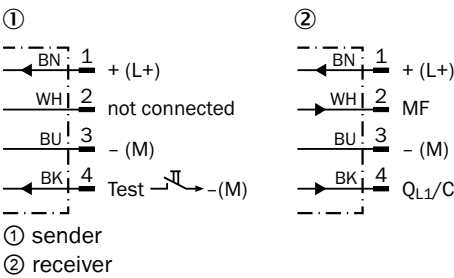 ① ②
BN 1 + (L+) BN 1 + (L+)
WH 2 not connected WH 2 MF
BU 3 – (M) BU 3 – (M)
BK 4 Test –(M) BK 4 QL1/C
① sender
② receiver